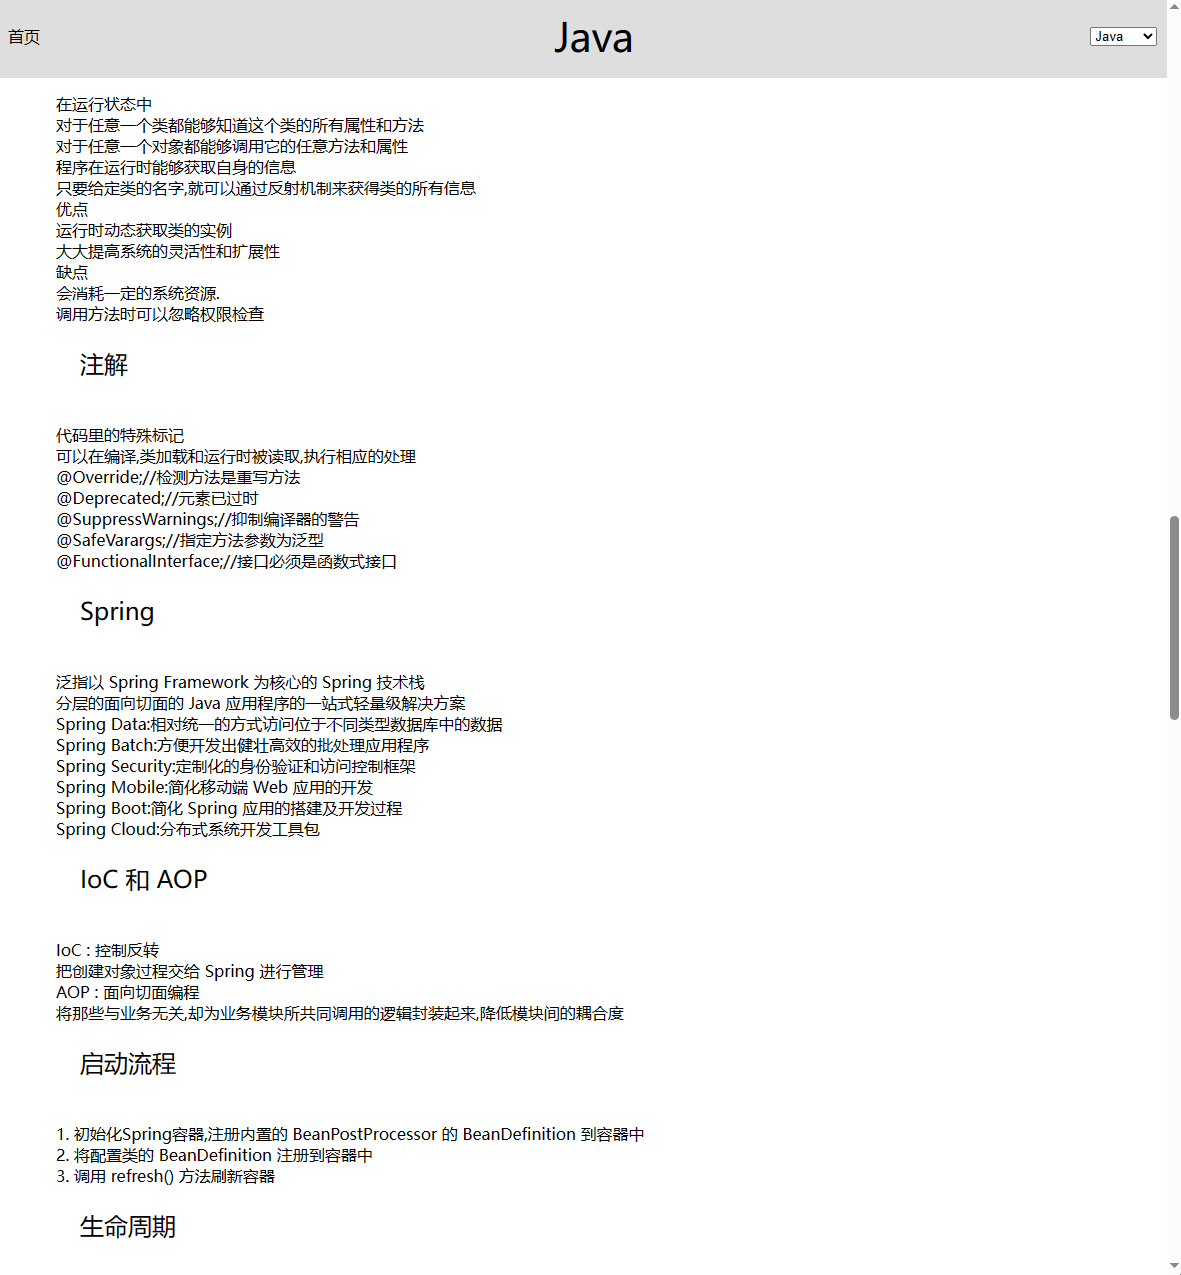 首页
Java
Java
在运行状态中
对于任意一个类都能够知道这个类的所有属性和方法
对于任意一个对象都能够调用它的任意方法和属性
程序在运行时能够获取自身的信息
只要给定类的名字,就可以通过反射机制来获得类的所有信息
优点
运行时动态获取类的实例
大大提高系统的灵活性和扩展性
缺点
会消耗一定的系统资源.
调用方法时可以忽略权限检查
注解
代码里的特殊标记
可以在编译,类加载和运行时被读取,执行相应的处理
@Override;//检测方法是重写方法
@Deprecated;//元素已过时
@SuppressWarnings;//抑制编译器的警告
@SafeVarargs;//指定方法参数为泛型
@FunctionalInterface;//接口必须是函数式接口
Spring
泛指以 Spring Framework 为核心的 Spring 技术栈
分层的面向切面的 Java 应用程序的一站式轻量级解决方案
Spring Data:相对统一的方式访问位于不同类型数据库中的数据
Spring Batch:方便开发出健壮高效的批处理应用程序
Spring Security:定制化的身份验证和访问控制框架
Spring Mobile:简化移动端 Web 应用的开发
Spring Boot:简化 Spring 应用的搭建及开发过程
Spring Cloud:分布式系统开发工具包
IoC 和 AOP
IoC : 控制反转
把创建对象过程交给 Spring 进行管理
AOP : 面向切面编程
将那些与业务无关,却为业务模块所共同调用的逻辑封装起来,降低模块间的耦合度
启动流程
1. 初始化Spring容器,注册内置的 BeanPostProcessor 的 BeanDefinition 到容器中
2. 将配置类的 BeanDefinition 注册到容器中
3. 调用 refresh() 方法刷新容器
生命周期